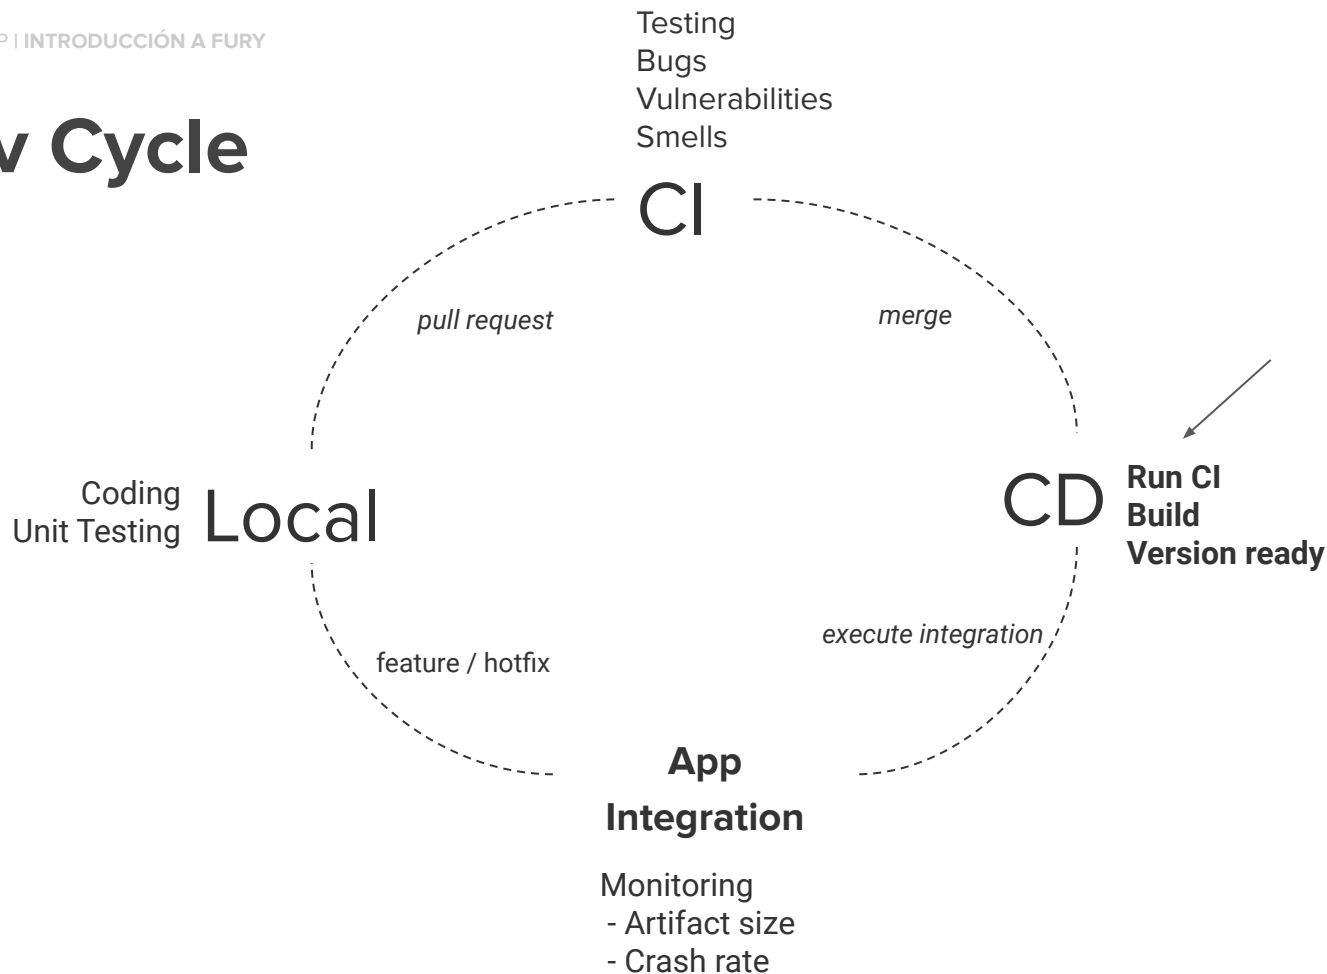 P | INTRODUCCIÓN A FURY
v Cycle
Testing
Bugs
Vulnerabilities
Smells
CI
pull request
merge
Coding
Unit Testing
Local
CD
Run CI
Build
Version ready
execute integration
feature / hotfix
App
Integration
Monitoring
- Artifact size
- Crash rate